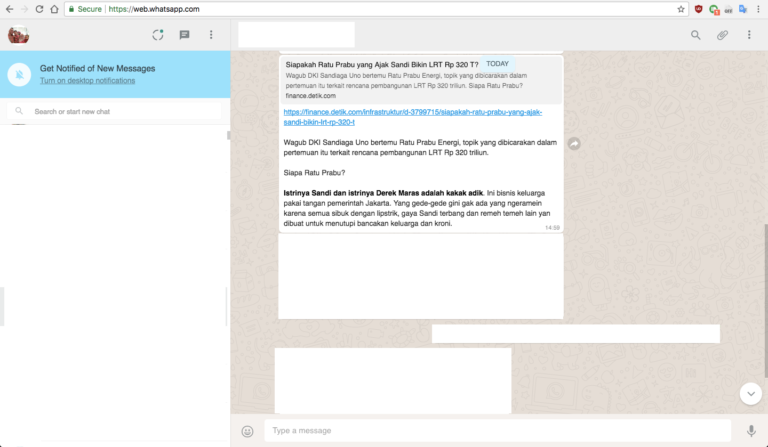 Secure https://web.whatsapp.com
Get Notified of New Messages
Turn on desktop notifications
Search or start new chat
Siapakah Ratu Prabu yang Ajak Sandi Bikin LRT Rp 320 T?
TODAY
Wagub DKI Sandiaga Uno bertemu Ratu Prabu Energi, topik yang dibicarakan dalam
pertemuan itu terkait rencana pembangunan LRT Rp 320 triliun. Siapa Ratu Prabu?
finance.detik.com
https://finance.detik.com/infrastruktur/d-3799715/siapakah-ratu-prabu-yang-ajak-
sandi-bikin-lrt-rp-320-t
Wagub DKI Sandiaga Uno bertemu Ratu Prabu Energi, topik yang dibicarakan dalam
pertemuan itu terkait rencana pembangunan LRT Rp 320 triliun.
Siapa Ratu Prabu?
Istrinya Sandi dan istrinya Derek Maras adalah kakak adik. Ini bisnis keluarga
pakai tangan pemerintah Jakarta. Yang gede-gede gini gak ada yang ngeramein
karena semua sibuk dengan lipstrik, gaya Sandi terbang dan remeh temeh lain yan
dibuat untuk menutupi bancakan keluarga dan kroni.
14:59
Type a message